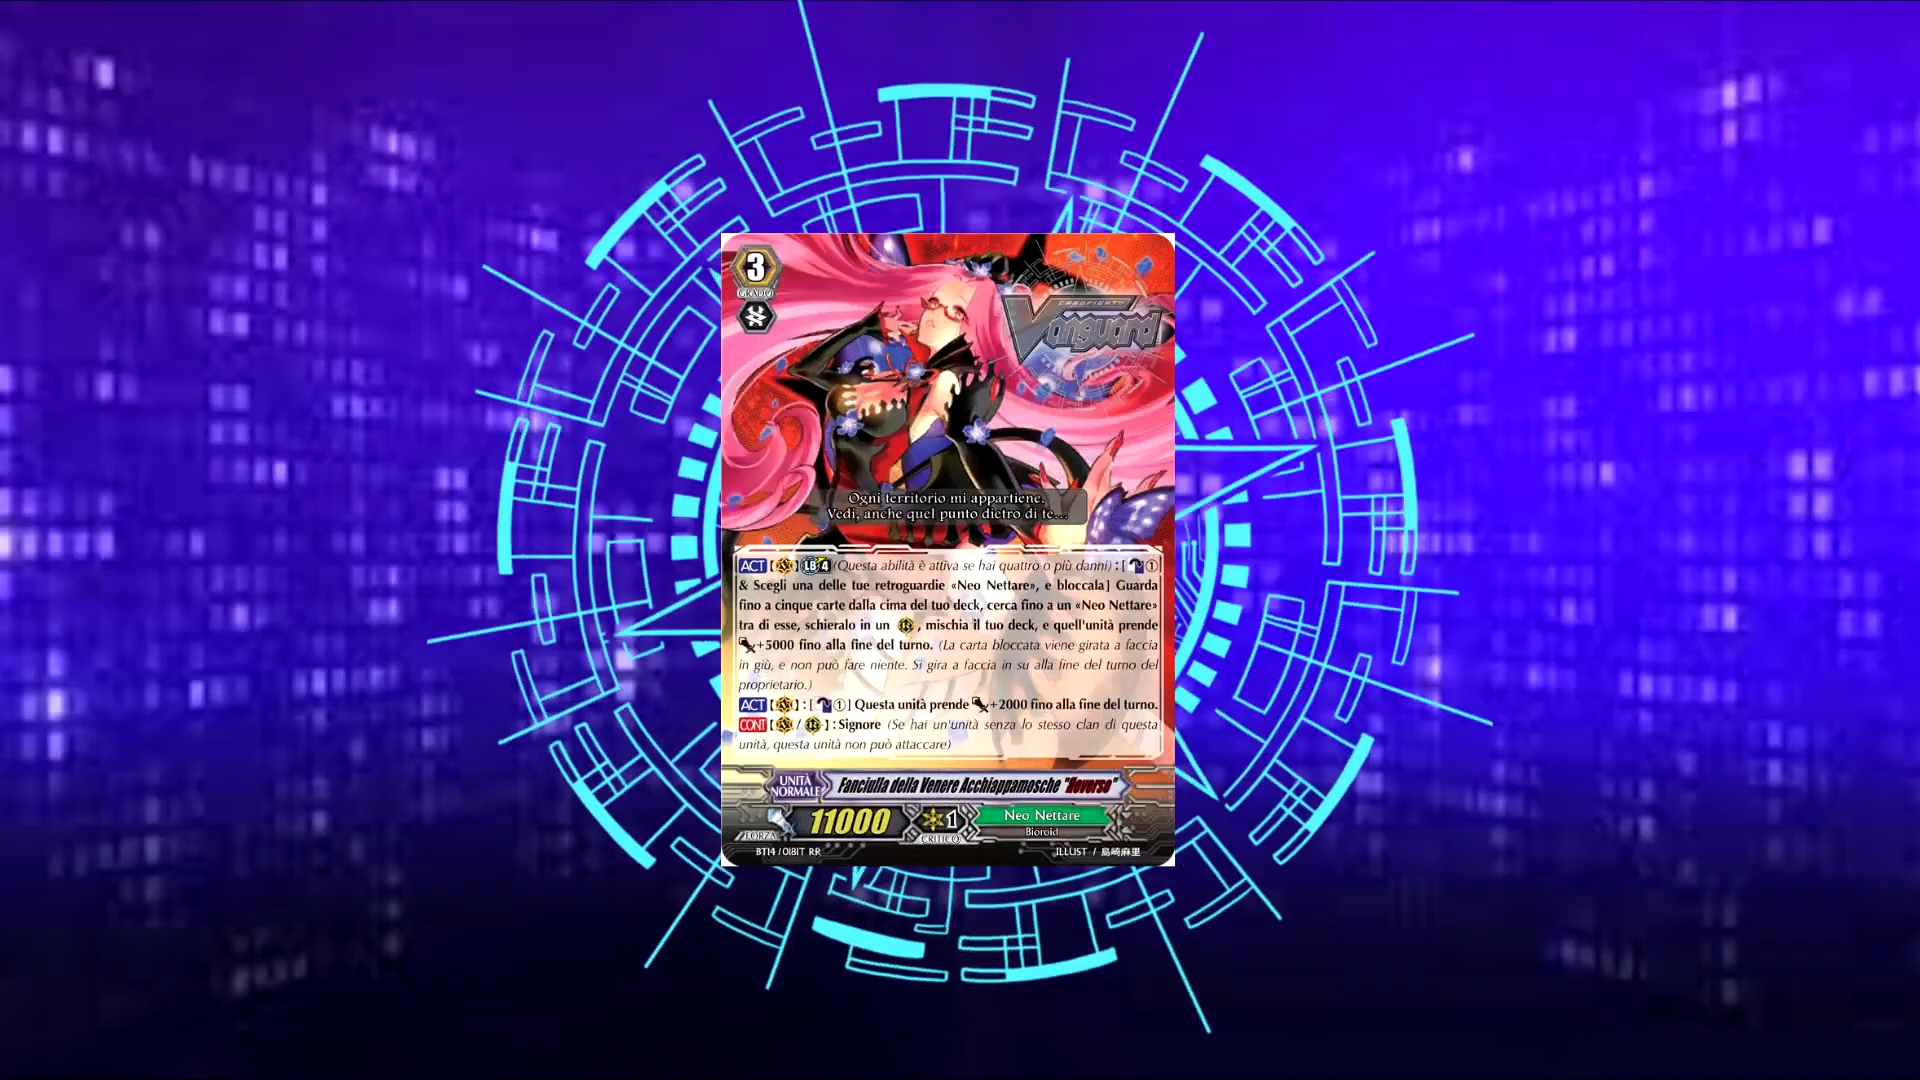 3
GRADO
CARDFIGHT!!
Vanguard
Ogni territorio mi appartiene.
Vedi, anche quel punto dietro di te...
ACT [ ] LB 4 (Questa abilità è attiva se hai quattro o più danni) : [ ①
& Scegli una delle tue retroguardie «Neo Nettare», e bloccala] Guarda
fino a cinque carte dalla cima del tuo deck, cerca fino a un «Neo Nettare»
tra di esse, schieralo in un R , mischia il tuo deck, e quell'unità prende
+5000 fino alla fine del turno. (La carta bloccata viene girata a faccia
in giù, e non può fare niente. Si gira a faccia in su alla fine del turno del
proprietario.)
ACT [ ] : [ ① ] Questa unità prende +2000 fino alla fine del turno.
CONT [ / R ] : Signore (Se hai un'unità senza lo stesso clan di questa
unità, questa unità non può attaccare)
UNITÀ
NORMALE
Fanciulla della Venere Acchiappamosche "Reverse"
FORZA
11000
1
CRITICO
Neo Nettare
Bioroid
BT14/018IT RR
ILLUST / 島崎麻里